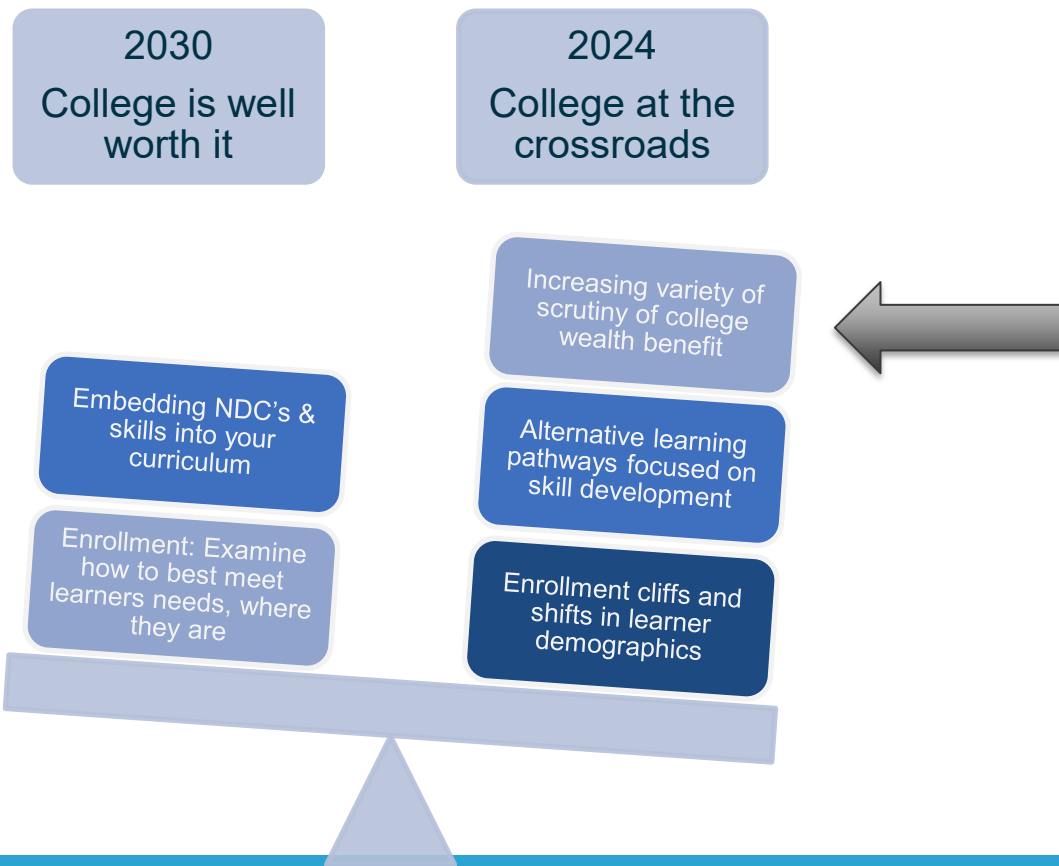 2030
College is well
worth it
2024
College at the
crossroads
Increasing variety of
scrutiny of college
wealth benefit
Embedding NDC’s &
skills into your
curriculum
Alternative learning
pathways focused on
skill development
Enrollment: Examine
how to best meet
learners needs, where
they are
Enrollment cliffs and
shifts in learner
demographics